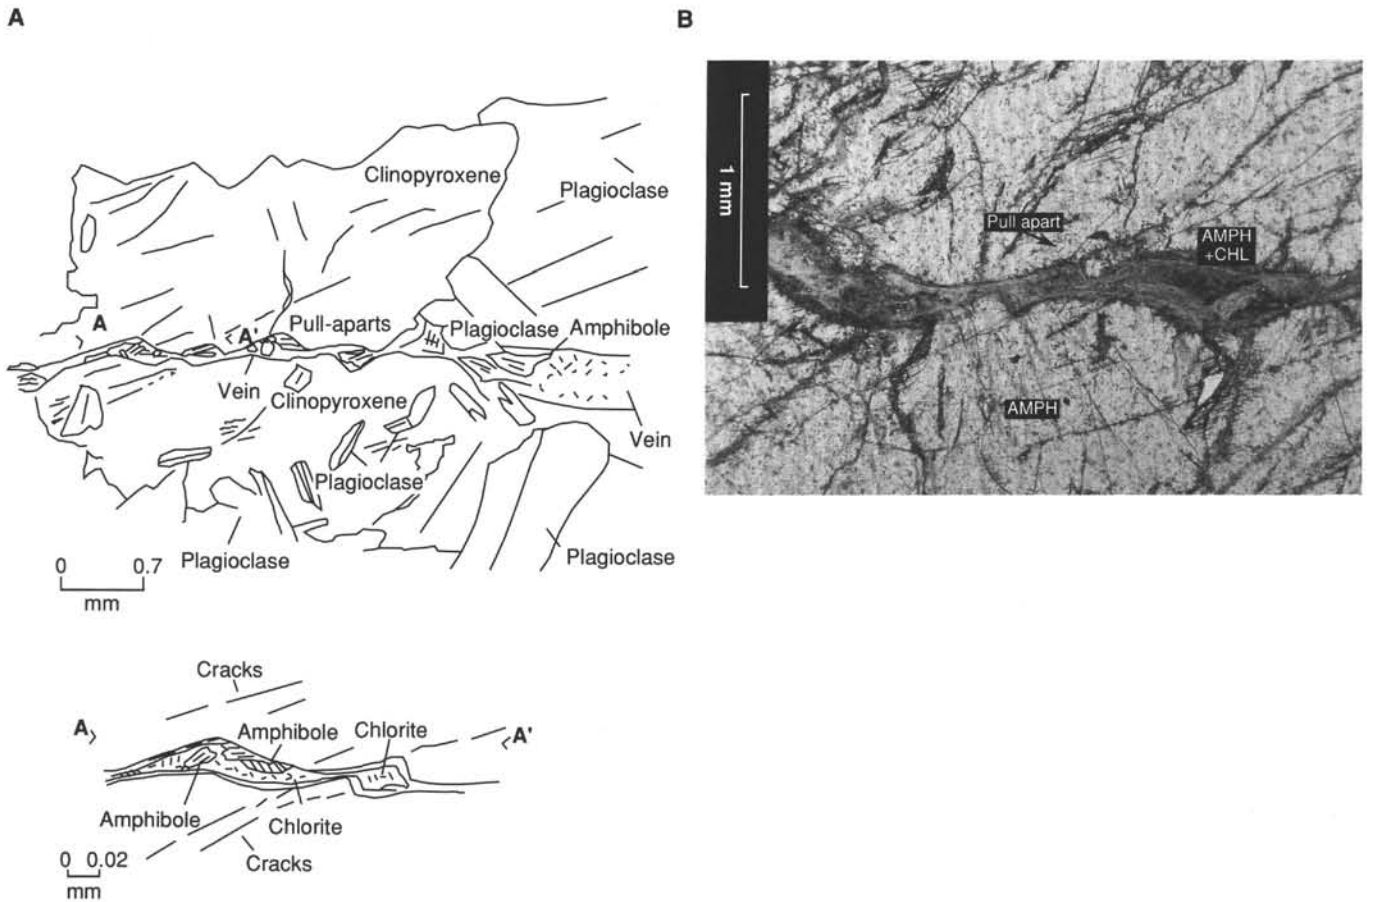 A
B
Clinopyroxene
Plagioclase
A
A'
Pull-aparts
Plagioclase
Amphibole
Vein
Clinopyroxene
Vein
Plagioclase
Plagioclase
Plagioclase
0 0.7
mm
1 mm
Pull apart
AMPH
+CHL
AMPH
Cracks
A
Amphibole
Chlorite
A'
Amphibole
Chlorite
Cracks
0 0.02
mm